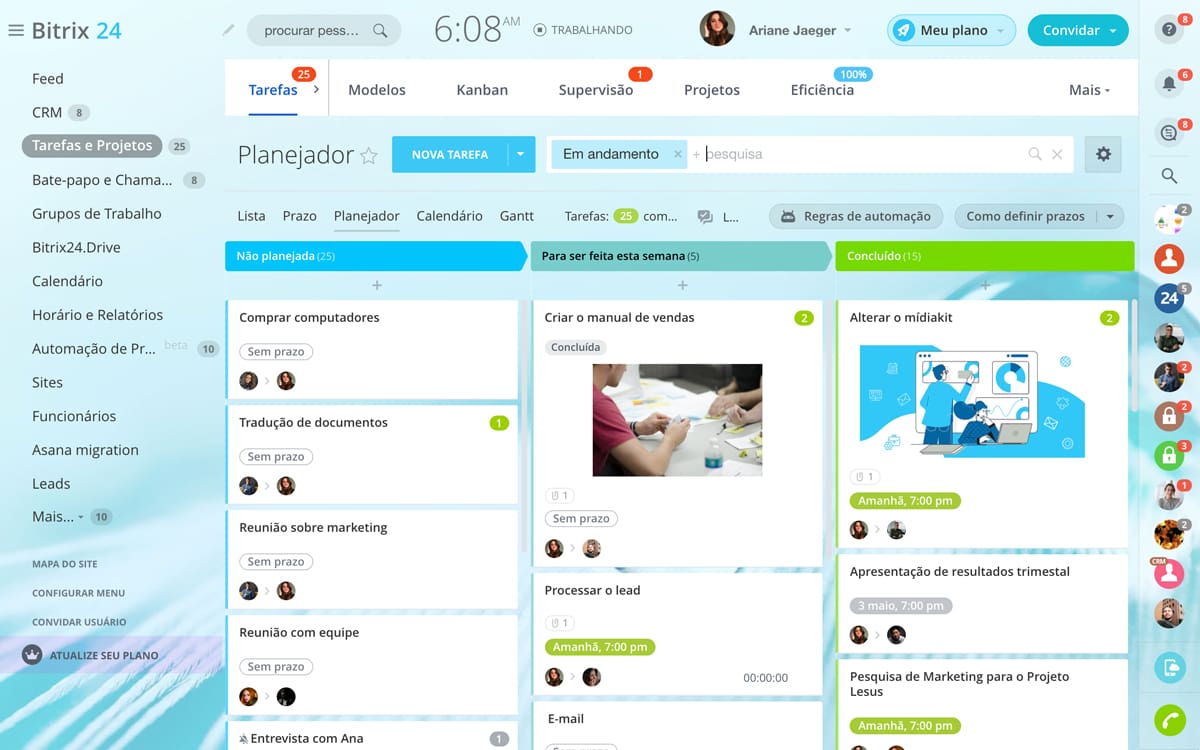 Bitrix 24
procurar pess...
6:08 AM
TRABALHANDO
Ariane Jaeger
Meu plano
Convidar
8
Feed
CRM 8
Tarefas e Projetos 25
Bate-papo e Chama... 8
Grupos de Trabalho
Bitrix24.Drive
Calendário
Horário e Relatórios
Automação de Pr... beta 10
Sites
Funcionários
Asana migration
Leads
Mais... 10
MAPA DO SITE
CONFIGURAR MENU
CONVIDAR USUÁRIO
ATUALIZE SEU PLANO
Tarefas 25
Modelos
Kanban
Supervisão 1
Projetos
Eficiência 100%
Mais
Planejador
NOVA TAREFA
Em andamento ×
+ pesquisa
Lista
Prazo
Planejador
Calendário
Gantt
Tarefas: 25 com...
L...
Regras de automação
Como definir prazos
Não planejada (25)
+
Comprar computadores
Sem prazo
Tradução de documentos
1
Sem prazo
Reunião sobre marketing
Sem prazo
Reunião com equipe
Sem prazo
Entrevista com Ana
1
Para ser feita esta semana (5)
+
Criar o manual de vendas
2
Concluída
1
Sem prazo
Processar o lead
1
Amanhã, 7:00 pm
00:00:00
E-mail
Concluído (15)
+
Alterar o mídiakit
2
1
Amanhã, 7:00 pm
Apresentação de resultados trimestal
3 maio, 7:00 pm
Pesquisa de Marketing para o Projeto
Lesus
Amanhã, 7:00 pm
6
8
2
24
5
2
2
3
1
2
CRM